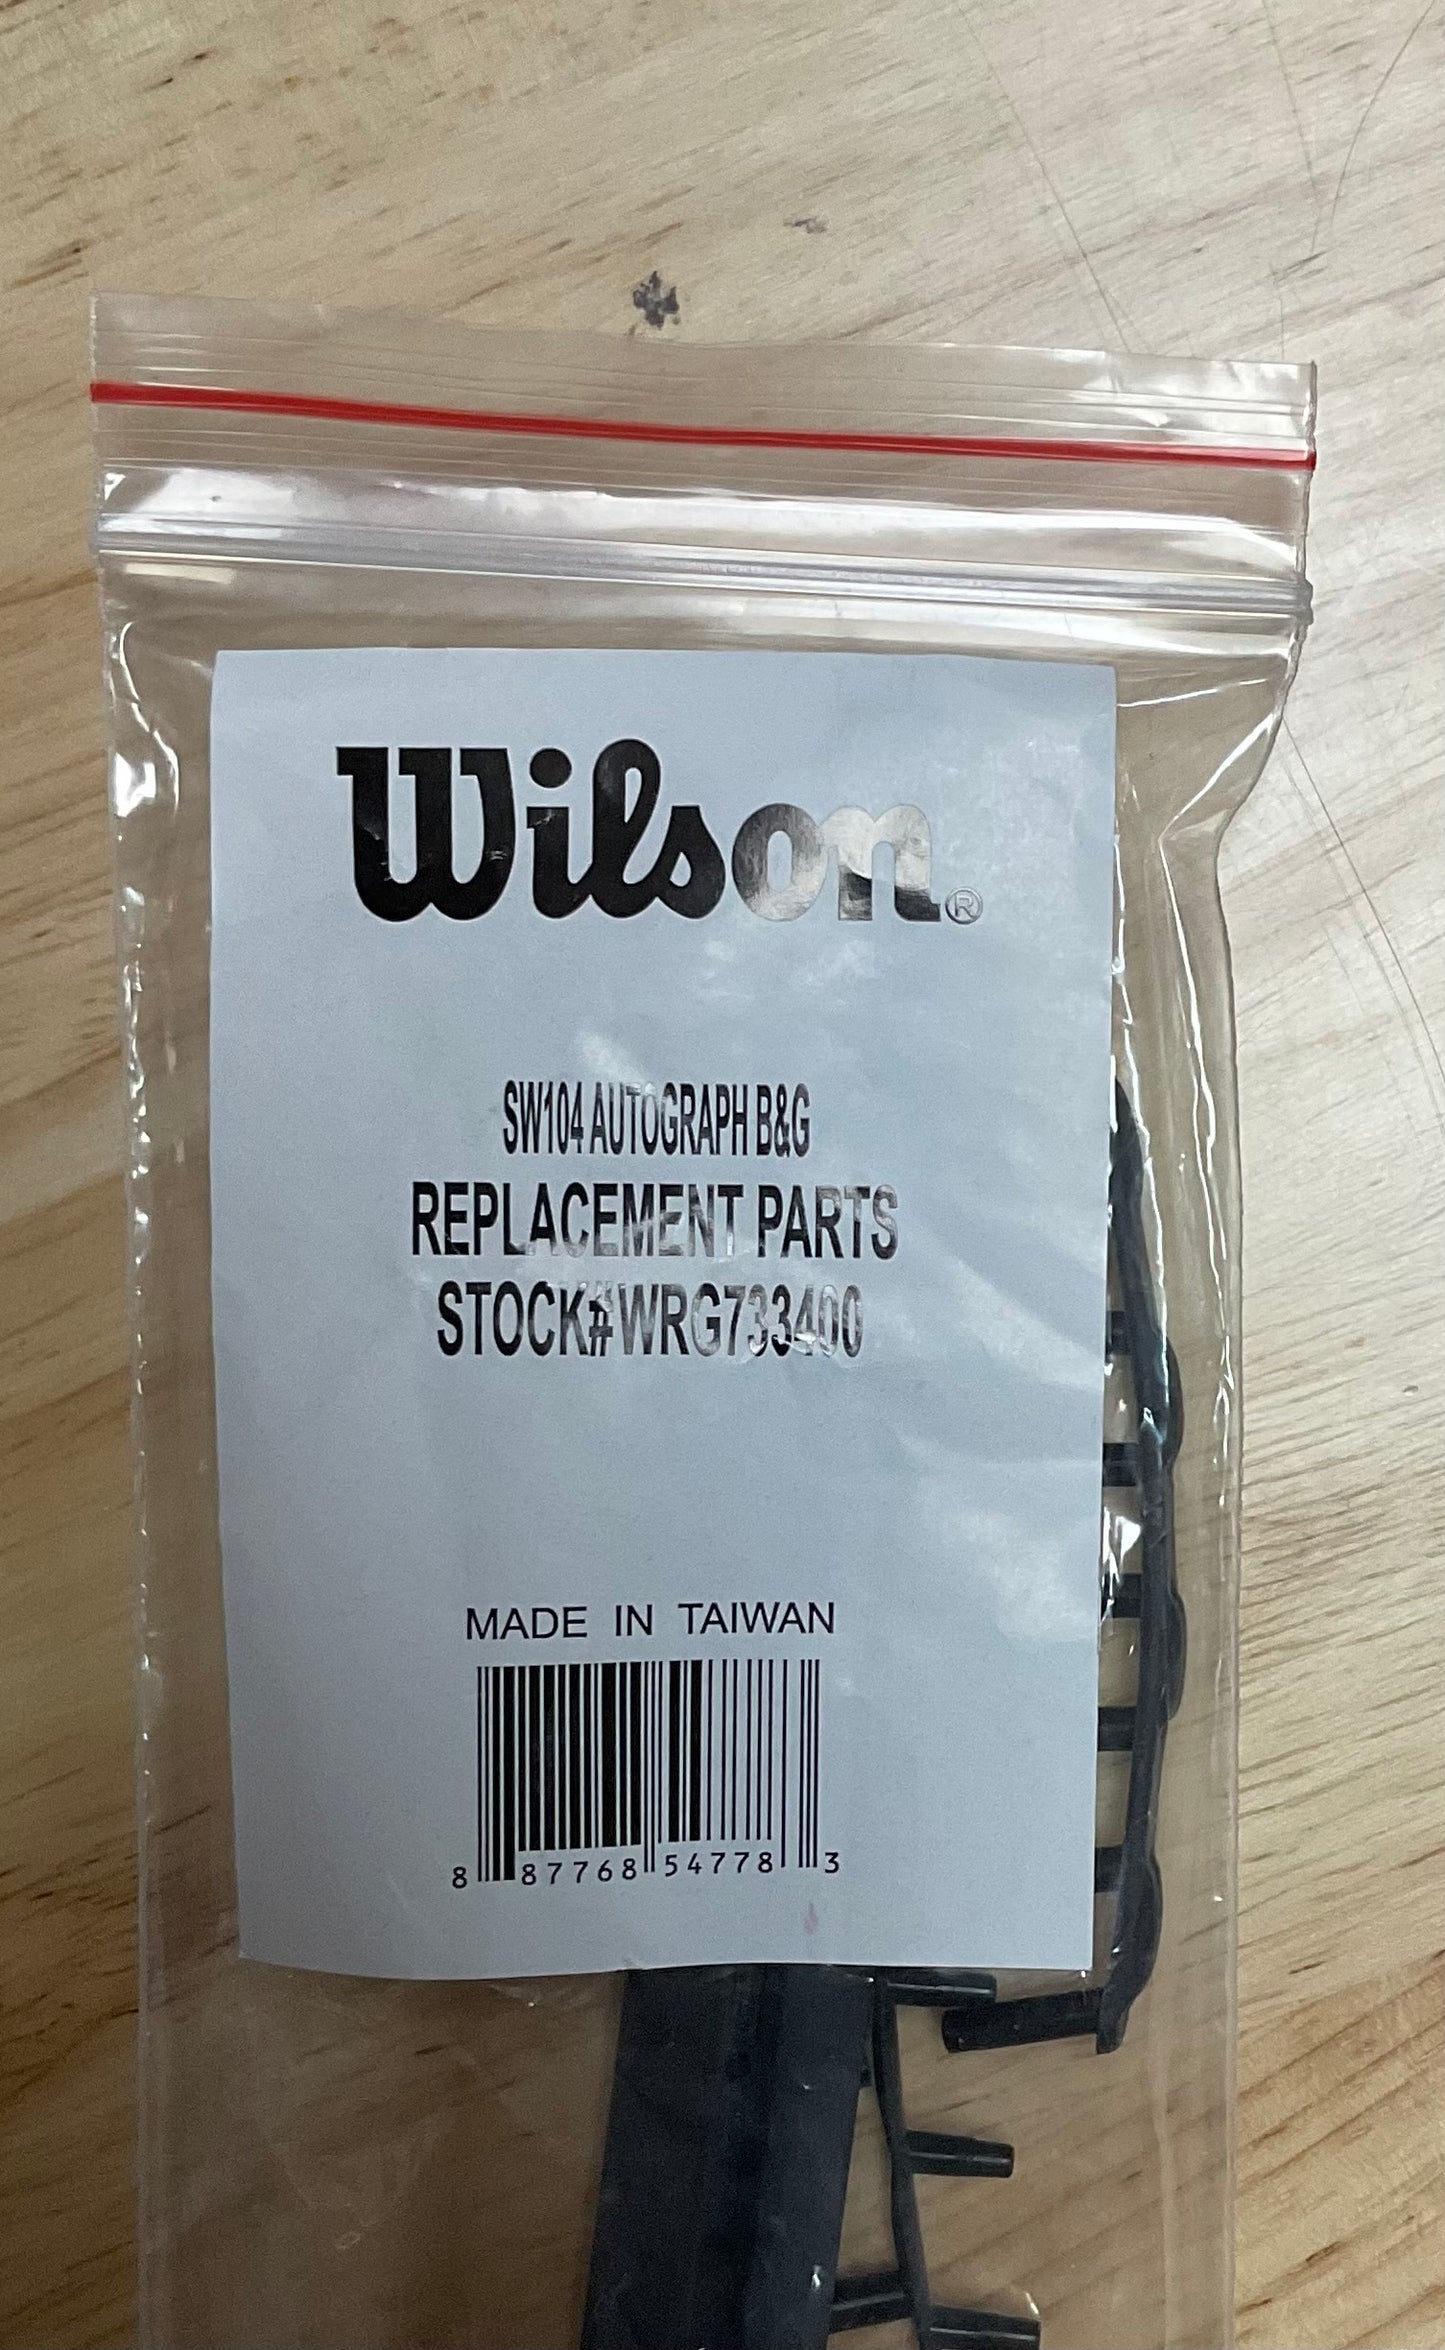 Wilson®
SW104 AUTOGRAPH B&G
REPLACEMENT PARTS
STOCK#WRG733400
MADE IN TAIWAN
8 87768 54778 3